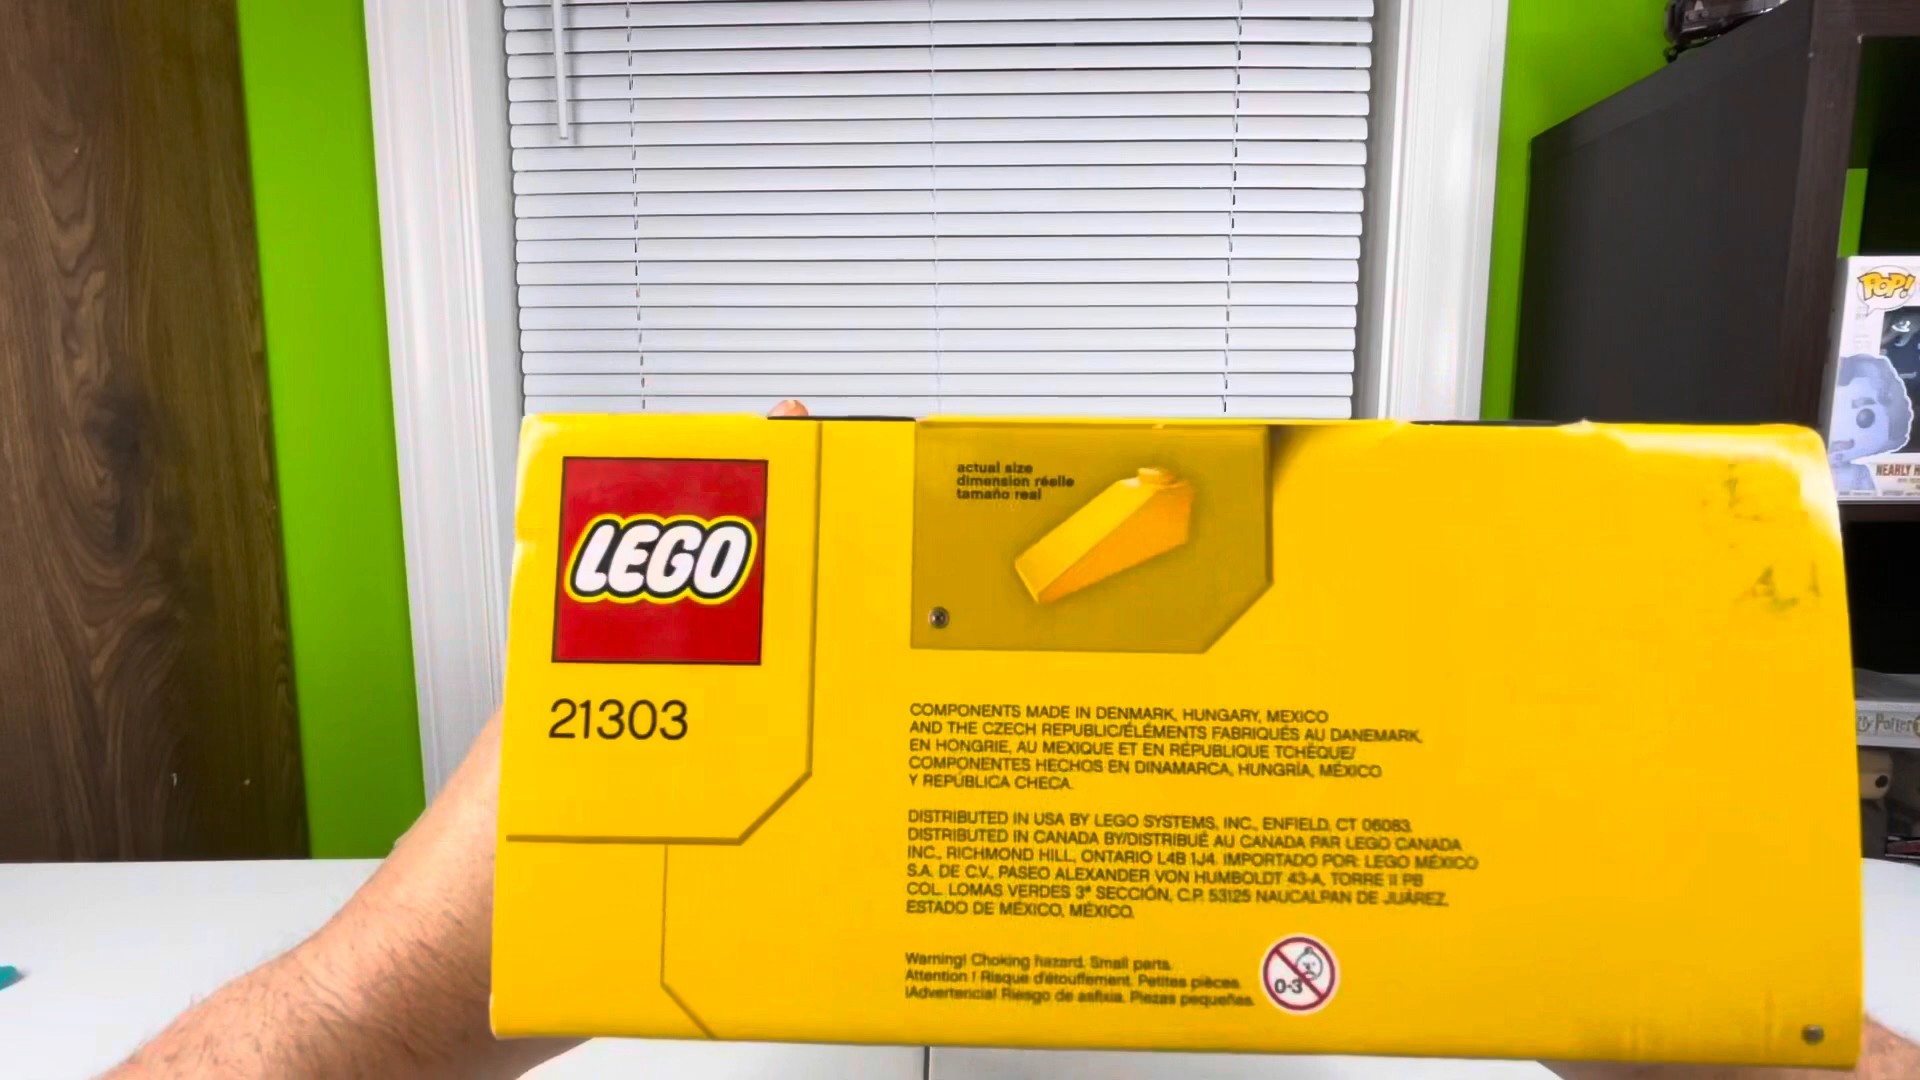 LEGO
21303
actual size
dimension réelle
tamaño real
COMPONENTS MADE IN DENMARK, HUNGARY, MEXICO
AND THE CZECH REPUBLIC/ÉLÉMENTS FABRIQUÉS AU DANEMARK,
EN HONGRIE, AU MEXIQUE ET EN RÉPUBLIQUE TCHÈQUE/
COMPONENTES HECHOS EN DINAMARCA, HUNGRÍA, MÉXICO
Y REPÚBLICA CHECA.
DISTRIBUTED IN USA BY LEGO SYSTEMS, INC., ENFIELD, CT 06083.
DISTRIBUTED IN CANADA BY/DISTRIBUÉ AU CANADA PAR LEGO CANADA
INC., RICHMOND HILL, ONTARIO L4B 1J4. IMPORTADO POR: LEGO MÉXICO
S.A. DE C.V., PASEO ALEXANDER VON HUMBOLDT 43-A, TORRE II PB
COL. LOMAS VERDES 3ª SECCIÓN, C.P. 53125 NAUCALPAN DE JUÁREZ,
ESTADO DE MÉXICO, MÉXICO.
Warning! Choking hazard. Small parts.
Attention ! Risque d'étouffement. Petites pièces.
¡Advertencia! Riesgo de asfixia. Piezas pequeñas.
0-3
POP!
NEARLY H
ry Potter